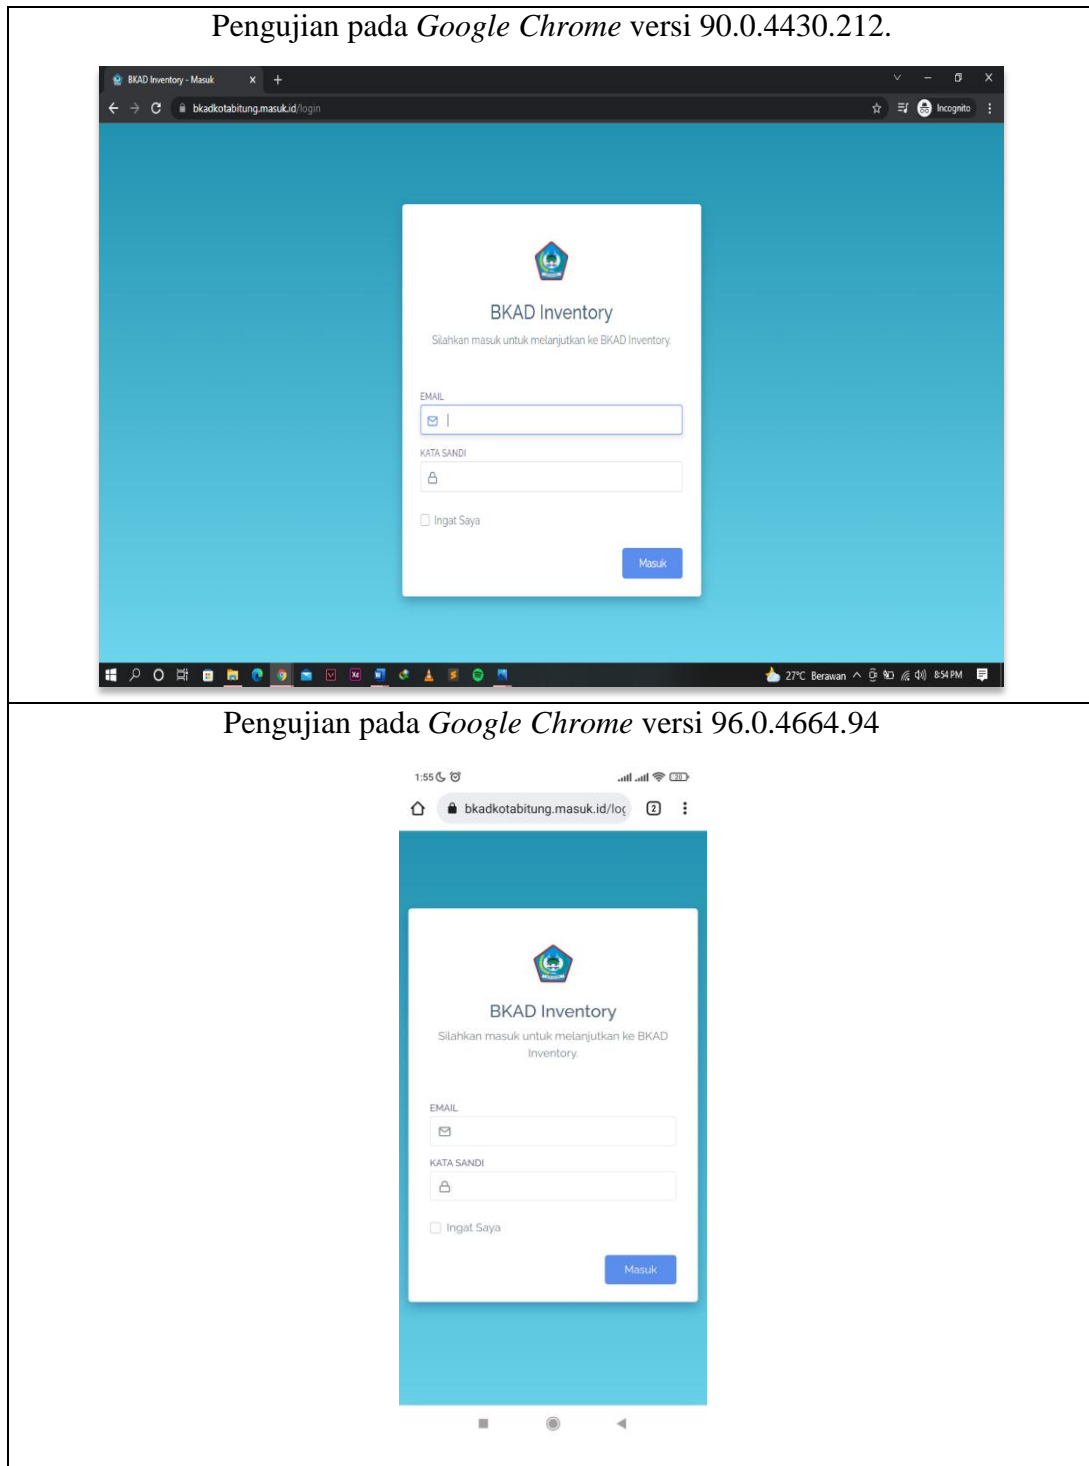 Pengujian pada Google Chrome versi 90.0.4430.212.
BKAD Inventory - Masuk
bkadkotabitung.masuk.id/login
Incognito
BKAD Inventory
Silahkan masuk untuk melanjutkan ke BKAD Inventory.
EMAIL
KATA SANDI
Ingat Saya
Masuk
27°C Berawan
8:54 PM
Pengujian pada Google Chrome versi 96.0.4664.94
1:55
20
bkadkotabitung.masuk.id/log
2
BKAD Inventory
Silahkan masuk untuk melanjutkan ke BKAD
Inventory.
EMAIL
KATA SANDI
Ingat Saya
Masuk